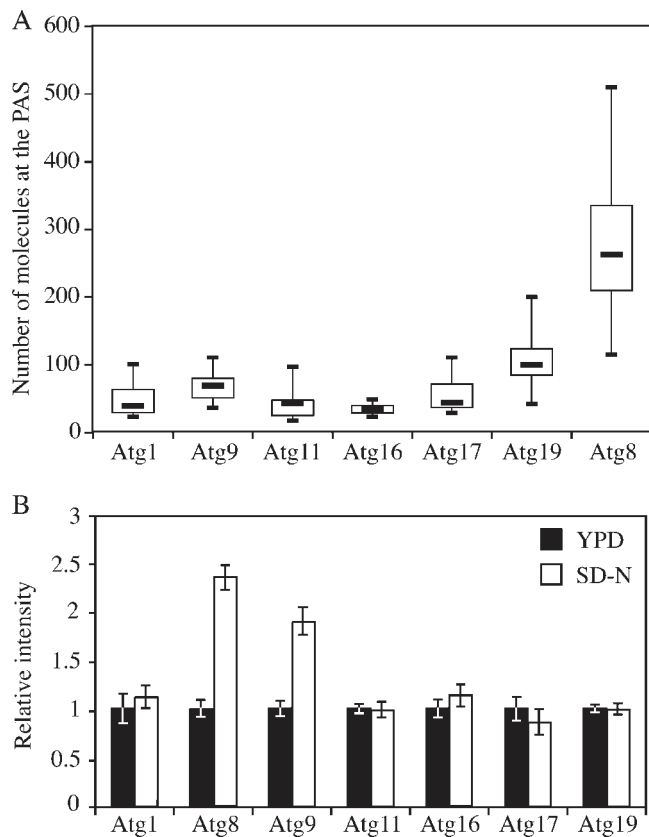 A
Number of molecules at the PAS
600
500
400
300
200
100
0
Atg1 Atg9 Atg11 Atg16 Atg17 Atg19 Atg8
B
Relative intensity
3
2.5
2
1.5
1
0.5
0
YPD
SD-N
Atg1 Atg8 Atg9 Atg11 Atg16 Atg17 Atg19